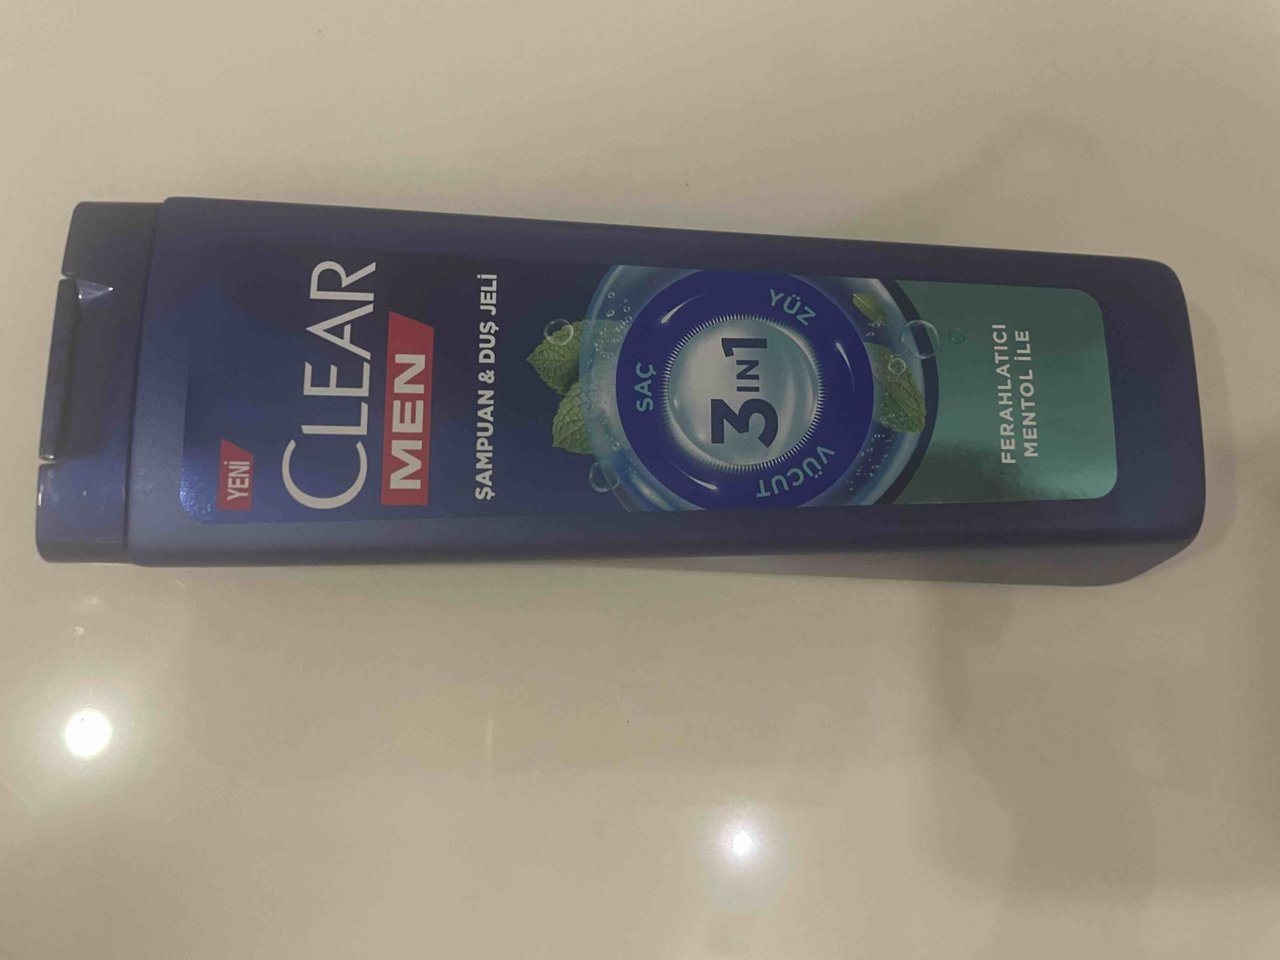 YENİ
CLEAR
MEN
ŞAMPUAN & DUŞ JELİ
SAÇ
YÜZ
VÜCUT
3 IN 1
FERAHLATICI
MENTOL İLE